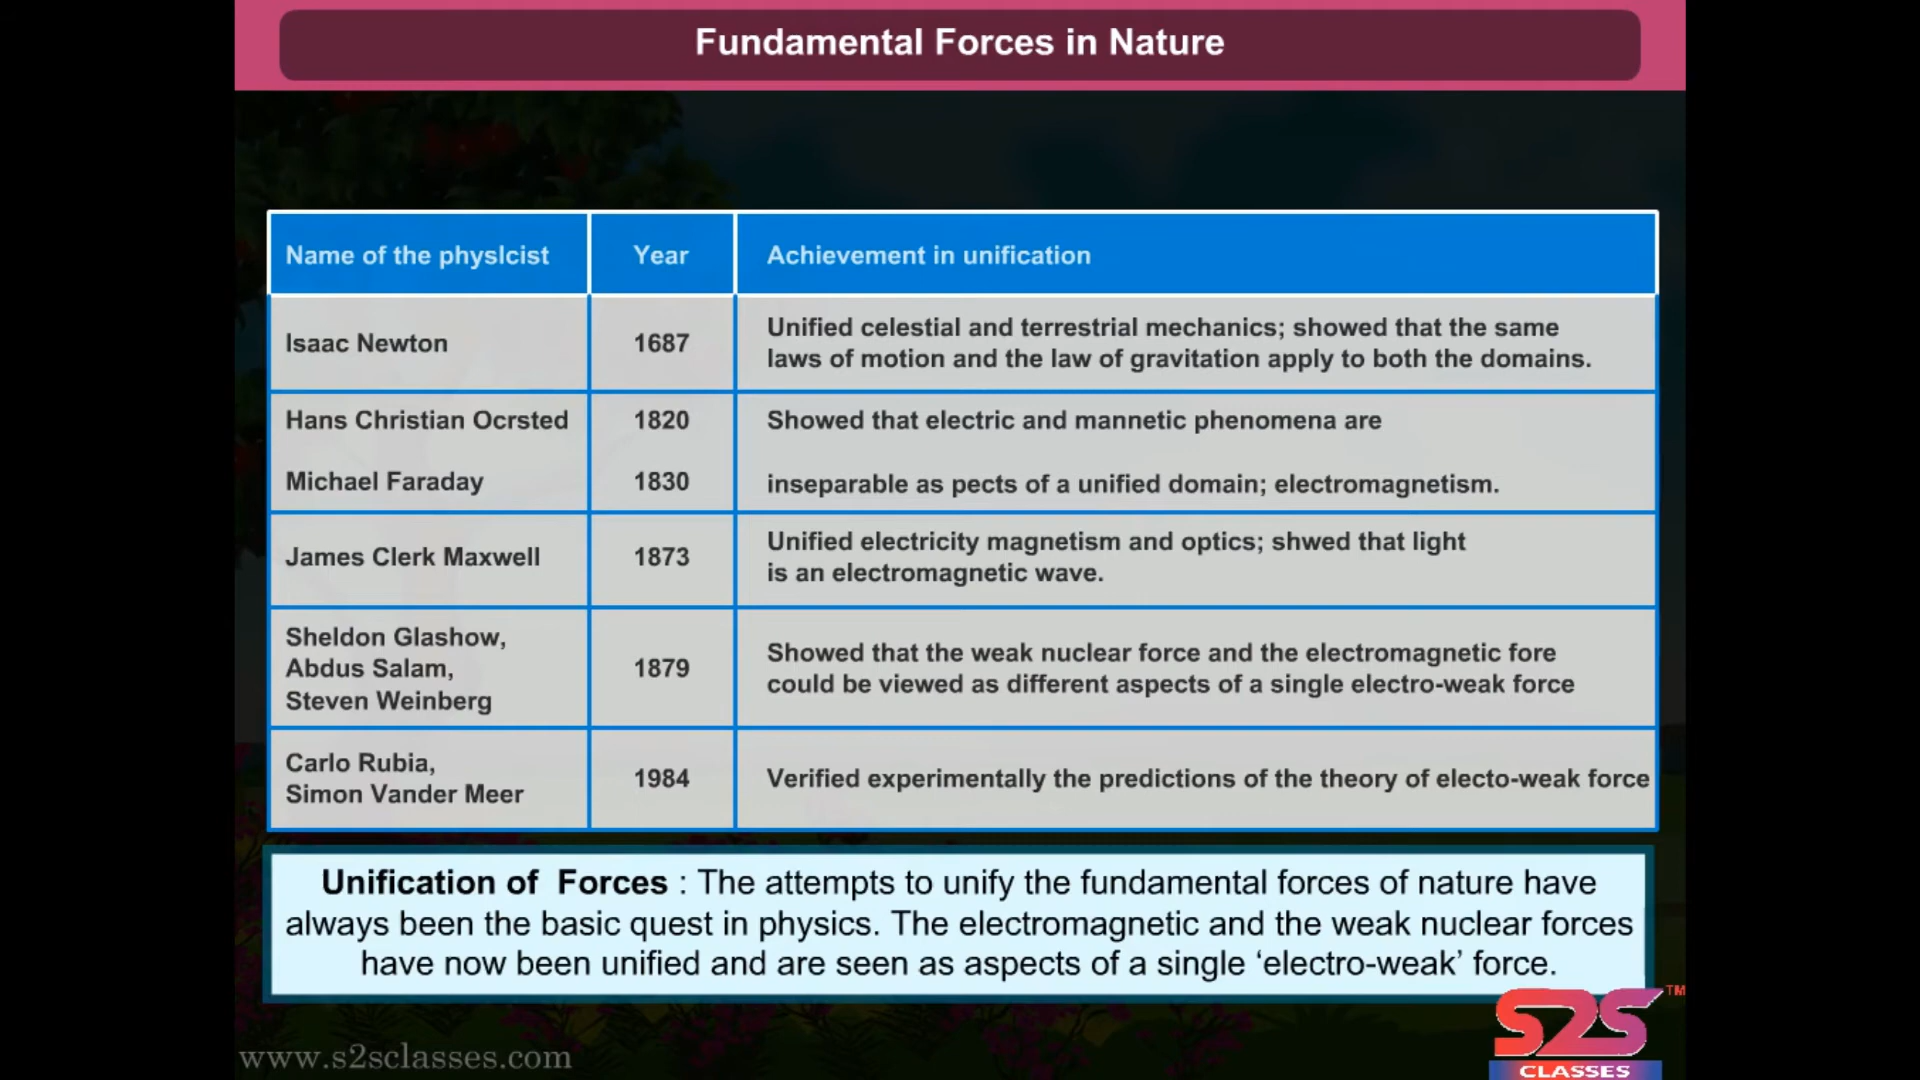 Fundamental Forces in Nature
Name of the physIcist Year Achievement in unification
Isaac Newton 1687 Unified celestial and terrestrial mechanics; showed that the same
laws of motion and the law of gravitation apply to both the domains.
Hans Christian Ocrsted 1820 Showed that electric and mannetic phenomena are
Michael Faraday 1830 inseparable as pects of a unified domain; electromagnetism.
James Clerk Maxwell 1873 Unified electricity magnetism and optics; shwed that light
is an electromagnetic wave.
Sheldon Glashow,
Abdus Salam,
Steven Weinberg
1879
Showed that the weak nuclear force and the electromagnetic fore
could be viewed as different aspects of a single electro-weak force
Carlo Rubia,
Simon Vander Meer
1984
Verified experimentally the predictions of the theory of electo-weak force
Unification of Forces : The attempts to unify the fundamental forces of nature have
always been the basic quest in physics. The electromagnetic and the weak nuclear forces
have now been unified and are seen as aspects of a single ‘electro-weak’ force.
www.s2sclasses.com
S2S TM
CLASSES